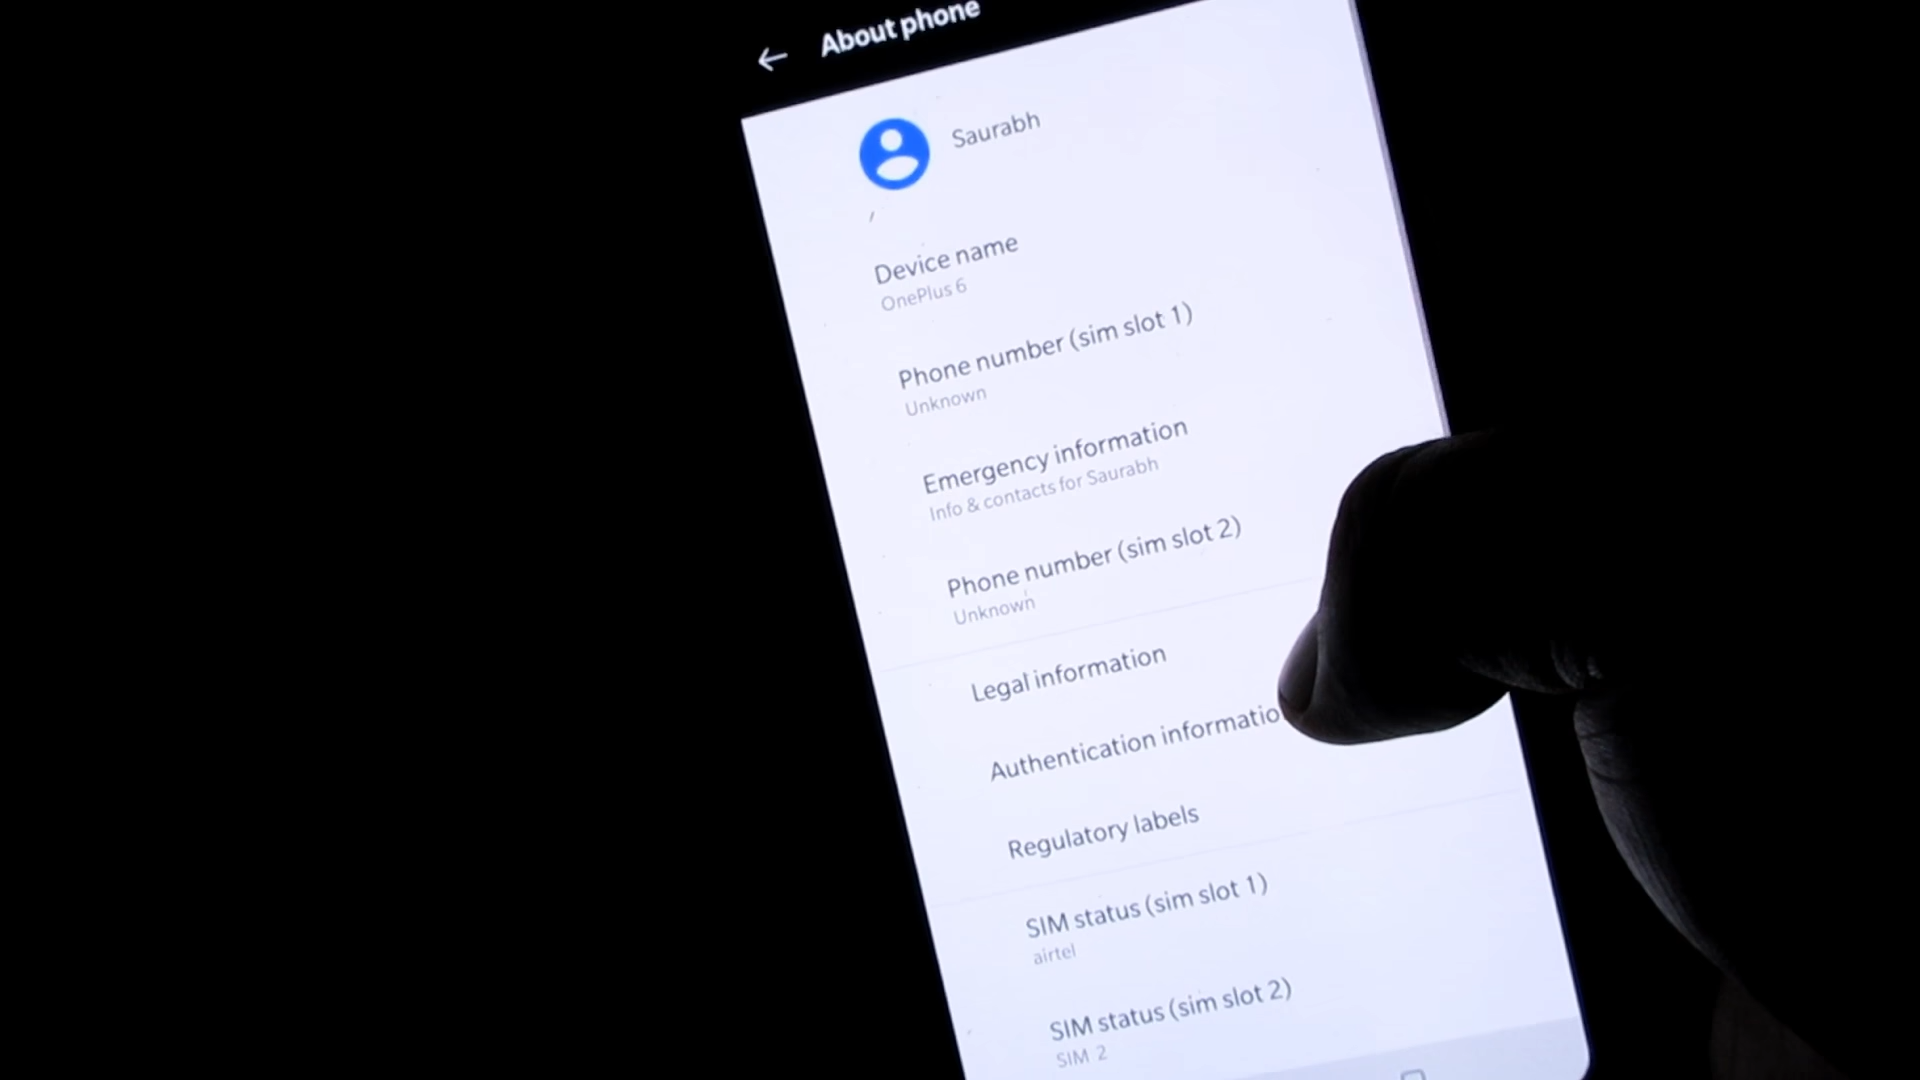 About phone
Saurabh
Device name
OnePlus 6
Phone number (sim slot 1)
Unknown
Emergency information
Info & contacts for Saurabh
Phone number (sim slot 2)
Unknown
Legal information
Authentication informatio
Regulatory labels
SIM status (sim slot 1)
airtel
SIM status (sim slot 2)
SIM 2